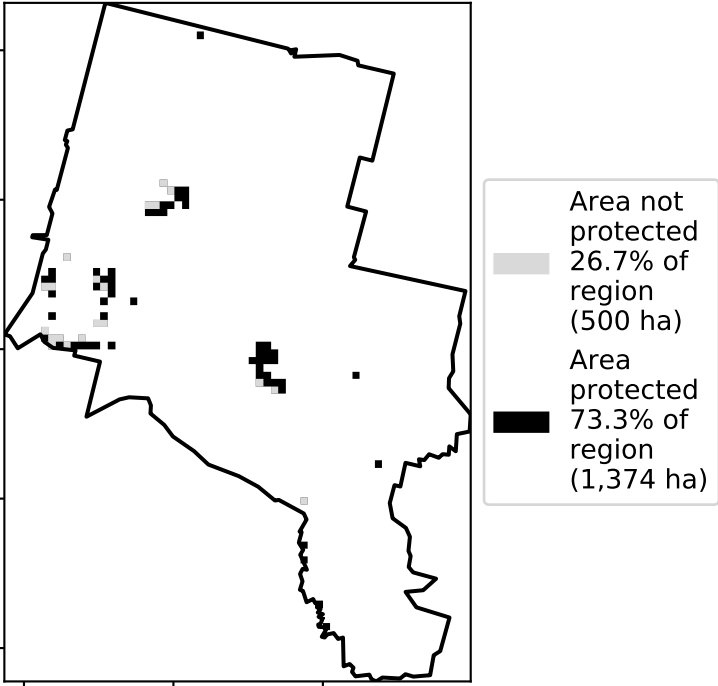 Area not
protected
26.7% of
region
(500 ha)
Area
protected
73.3% of
region
(1,374 ha)